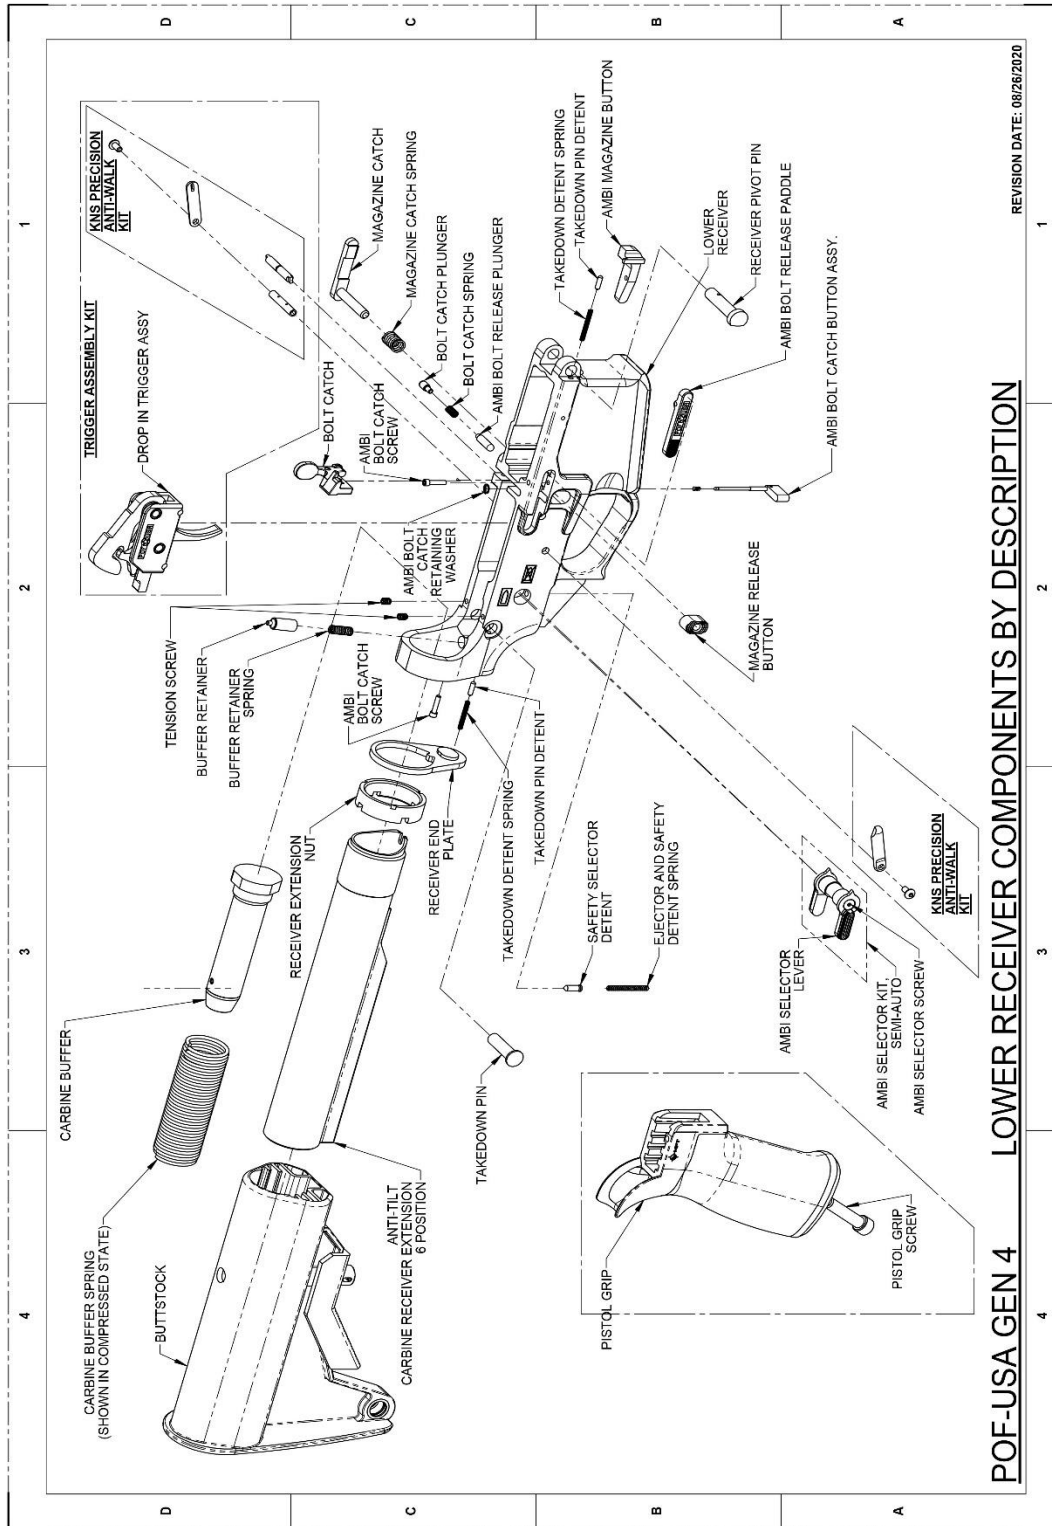 4
3
2
1
D
C
B
A
CARBINE BUFFER SPRING
(SHOWN IN COMPRESSED STATE)
BUTTSTOCK
CARBINE BUFFER
TENSION SCREW
BUFFER RETAINER
BUFFER RETAINER
SPRING
TRIGGER ASSEMBLY KIT
DROP IN TRIGGER ASSY
KNS PRECISION
ANTI-WALK
KIT
BOLT CATCH
AMBI
BOLT CATCH
SCREW
MAGAZINE CATCH
MAGAZINE CATCH SPRING
BOLT CATCH PLUNGER
BOLT CATCH SPRING
AMBI BOLT RELEASE PLUNGER
AMBI BOLT
CATCH
RETAINING
WASHER
AMBI
BOLT CATCH
SCREW
RECEIVER EXTENSION
NUT
RECEIVER END
PLATE
ANTI-TILT
CARBINE RECEIVER EXTENSION
6 POSITION
TAKEDOWN PIN
TAKEDOWN DETENT SPRING
TAKEDOWN PIN DETENT
TAKEDOWN DETENT SPRING
TAKEDOWN PIN DETENT
AMBI MAGAZINE BUTTON
SAFETY SELECTOR
DETENT
EJECTOR AND SAFETY
DETENT SPRING
LOWER
RECEIVER
RECEIVER PIVOT PIN
AMBI BOLT RELEASE PADDLE
AMBI BOLT CATCH BUTTON ASSY.
MAGAZINE RELEASE
BUTTON
PISTOL GRIP
PISTOL GRIP
SCREW
AMBI SELECTOR
LEVER
AMBI SELECTOR KIT,
SEMI-AUTO
AMBI SELECTOR SCREW
KNS PRECISION
ANTI-WALK
KIT
POF-USA GEN 4 LOWER RECEIVER COMPONENTS BY DESCRIPTION
REVISION DATE: 08/26/2020
D
C
B
A
4
3
2
1